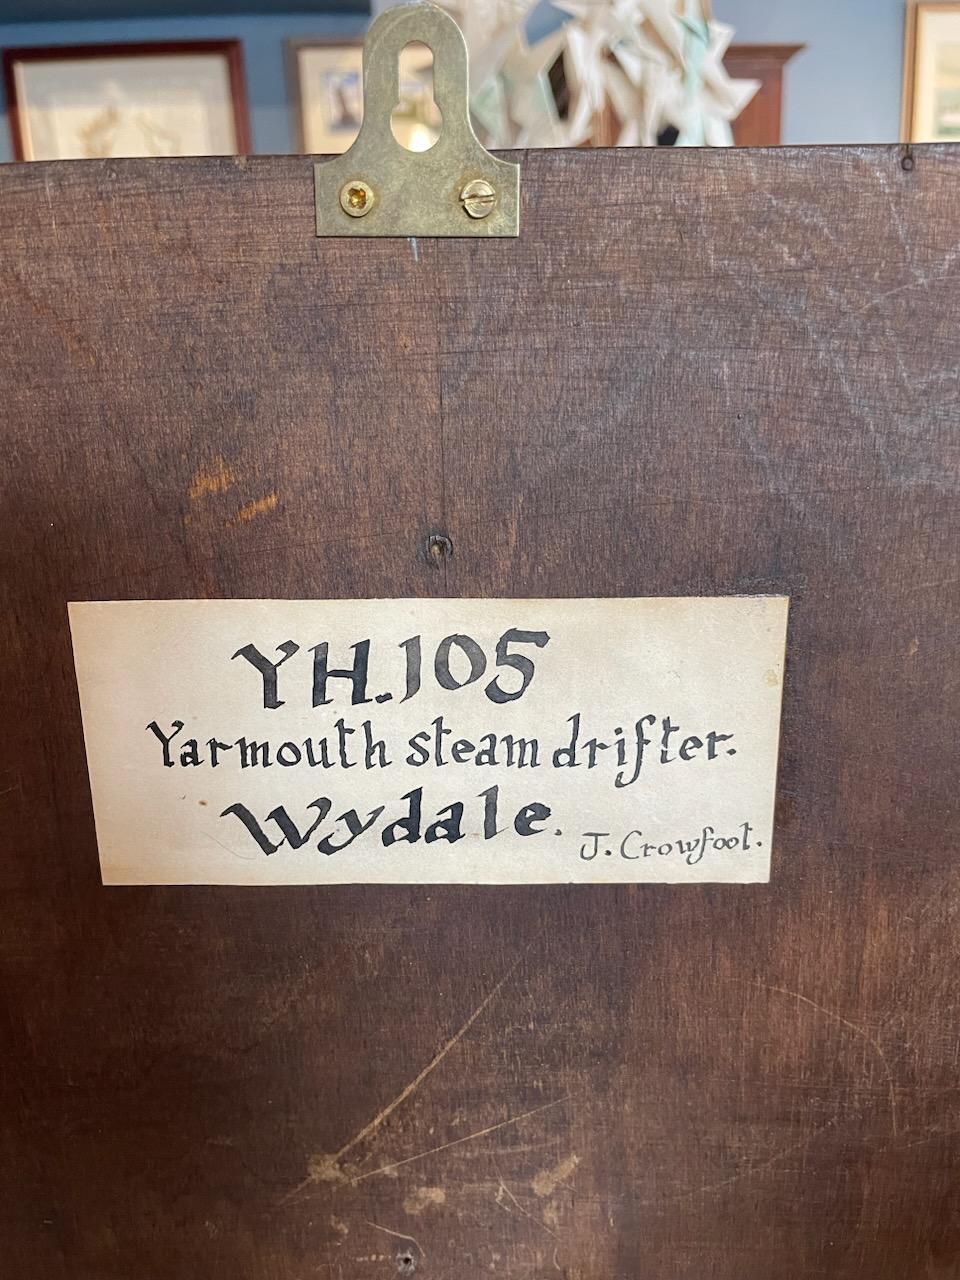 YH.105
Yarmouth steam drifter.
Wydale.
J. Crowfoot.